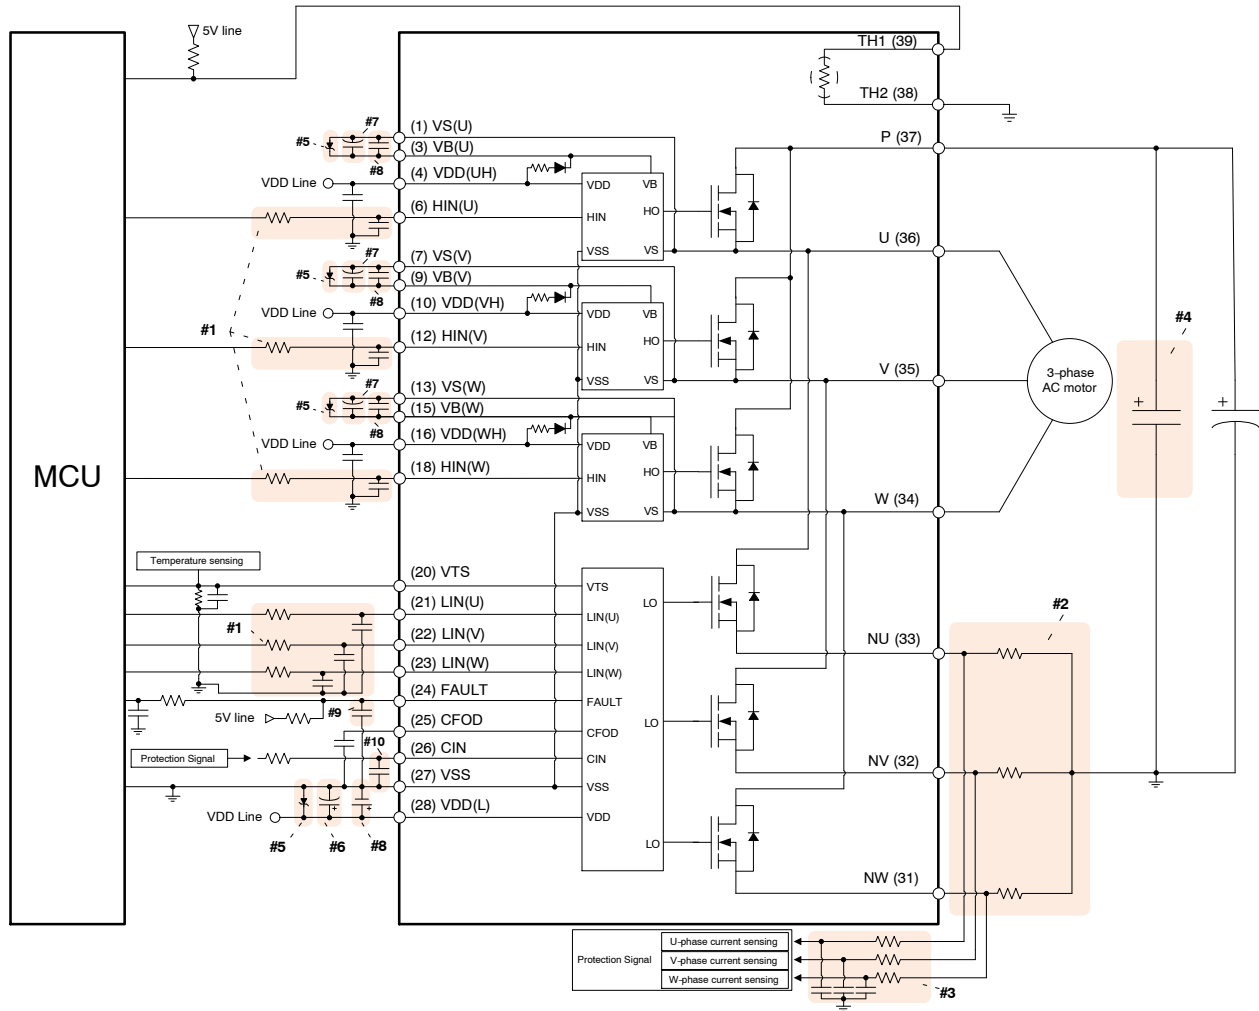 5V line
TH1 (39)
TH2 (38)
P (37)
#7
(1) VS(U)
#5
(3) VB(U)
#8
VDD Line
(4) VDD(UH)
VDD
VB
(6) HIN(U)
HIN
HO
VSS
VS
U (36)
#7
(7) VS(V)
#5
(9) VB(V)
#8
VDD Line
(10) VDD(VH)
VDD
VB
#1
(12) HIN(V)
HIN
HO
VSS
VS
V (35)
3–phase
AC motor
#4
+
+
#7
(13) VS(W)
#5
(15) VB(W)
#8
VDD Line
(16) VDD(WH)
VDD
VB
MCU
(18) HIN(W)
HIN
HO
VSS
VS
W (34)
Temperature sensing
(20) VTS
VTS
(21) LIN(U)
LIN(U)
LO
#1
(22) LIN(V)
LIN(V)
(23) LIN(W)
LIN(W)
NU (33)
#2
(24) FAULT
FAULT
5V line
#9
(25) CFOD
CFOD
LO
#10
Protection Signal
(26) CIN
CIN
NV (32)
(27) VSS
VSS
+
+
VDD Line
(28) VDD(L)
VDD
#5
#6
#8
LO
NW (31)
Protection Signal
U-phase current sensing
V-phase current sensing
W-phase current sensing
#3